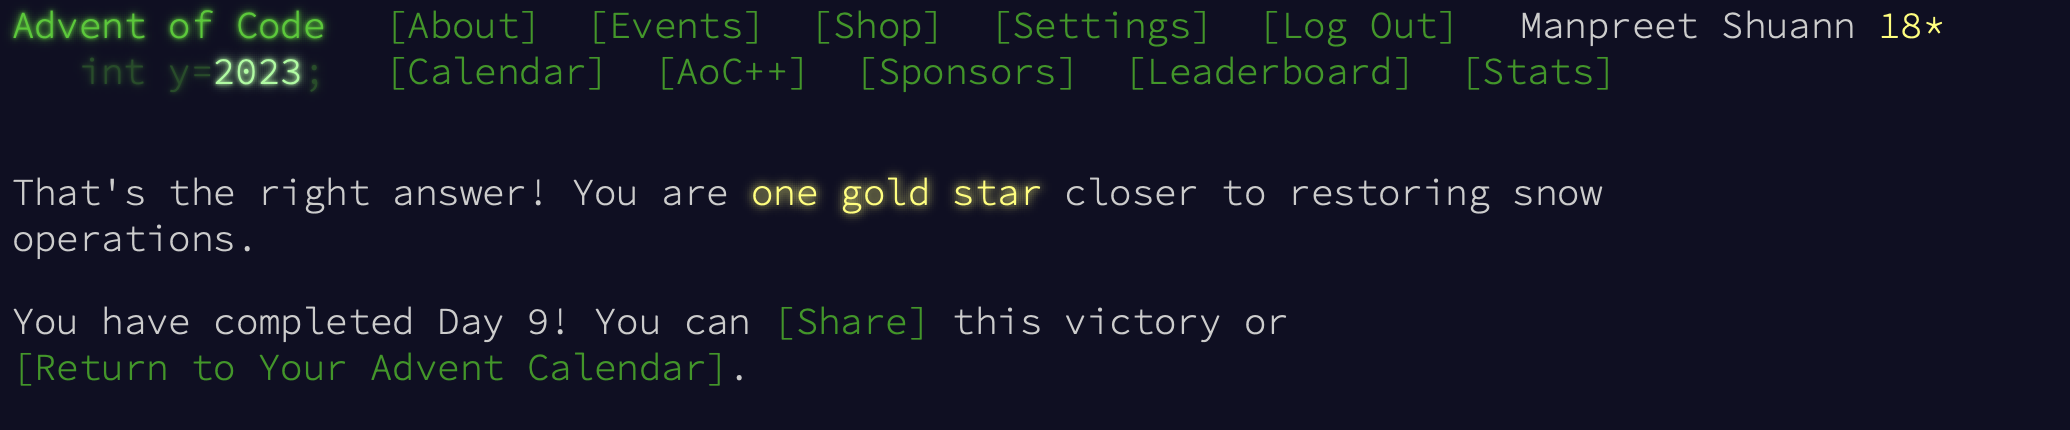 Advent of Code [About] [Events] [Shop] [Settings] [Log Out] Manpreet Shuann 18*
int y=2023; [Calendar] [AoC++] [Sponsors] [Leaderboard] [Stats]
That's the right answer! You are one gold star closer to restoring snow
operations.
You have completed Day 9! You can [Share] this victory or
[Return to Your Advent Calendar].